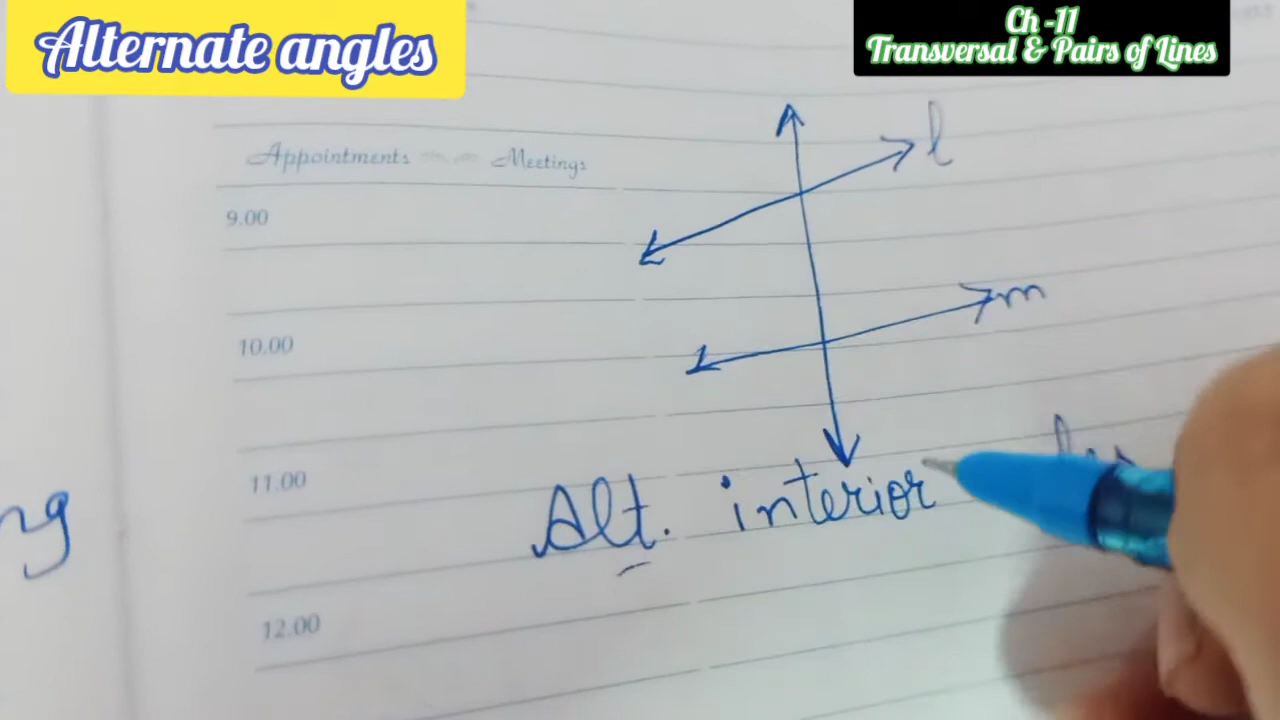 Alternate angles
Ch -11
Transversal & Pairs of Lines
Appointments Meetings
l
9.00
m
10.00
11.00
Alt. interior
ng
12.00